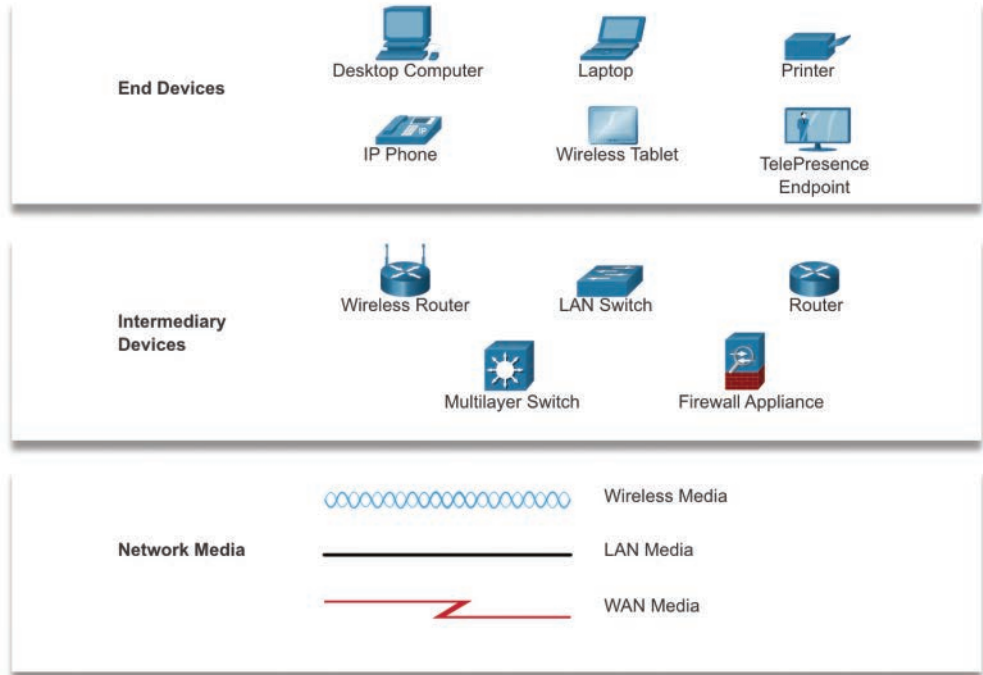 Desktop Computer
Laptop
Printer
End Devices
IP Phone
Wireless Tablet
TelePresence
Endpoint
Wireless Router
LAN Switch
Router
Intermediary
Devices
Multilayer Switch
Firewall Appliance
Wireless Media
Network Media
LAN Media
WAN Media